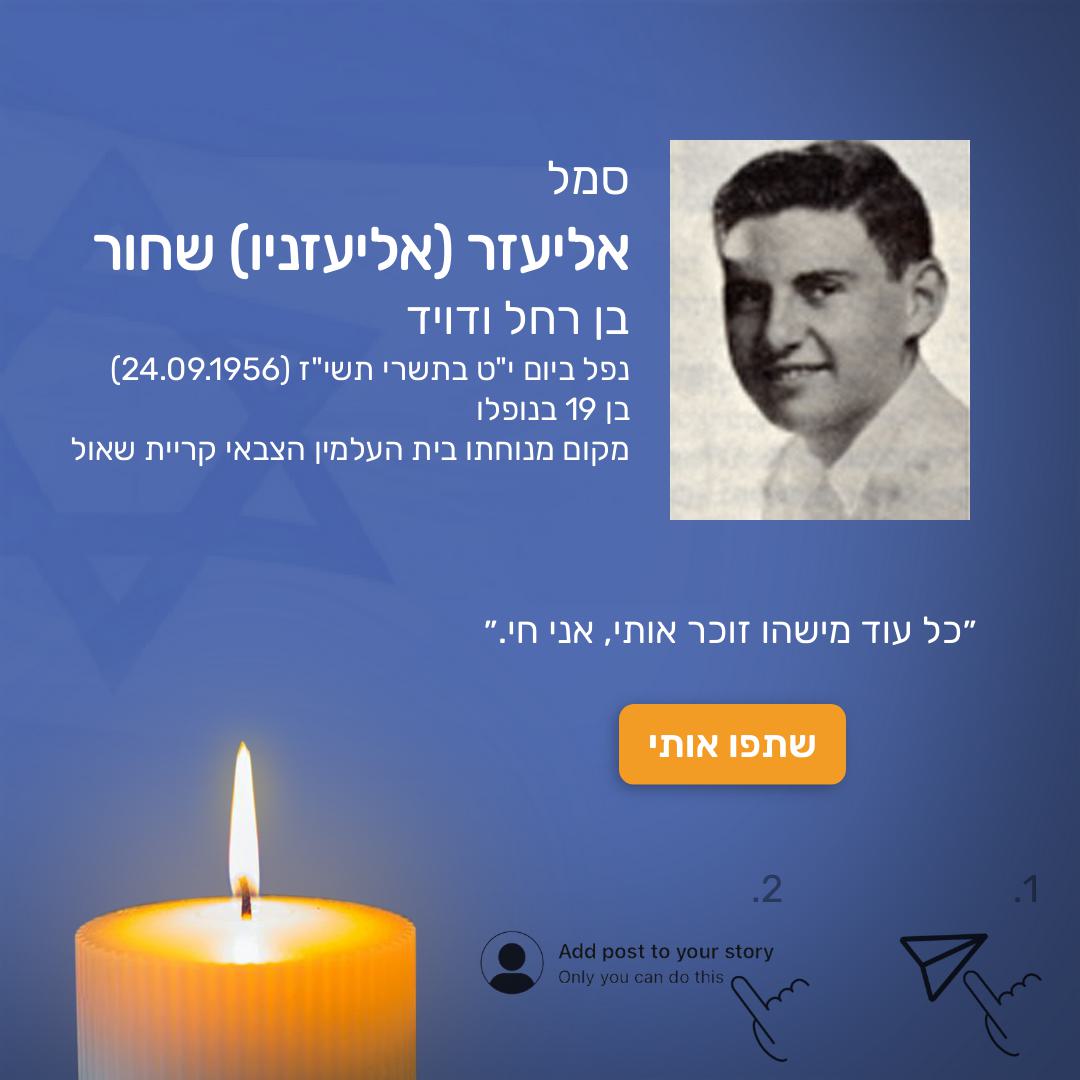 סמל
אליעזר (אליעזניו) שחור
בן רחל ודויד
נפל ביום י"ט בתשרי תשי"ז (24.09.1956)
בן 19 בנופלו
מקום מנוחתו בית העלמין הצבאי קריית שאול
״כל עוד מישהו זוכר אותי, אני חי.״
שתפו אותי
1.
2.
Add post to your story
Only you can do this